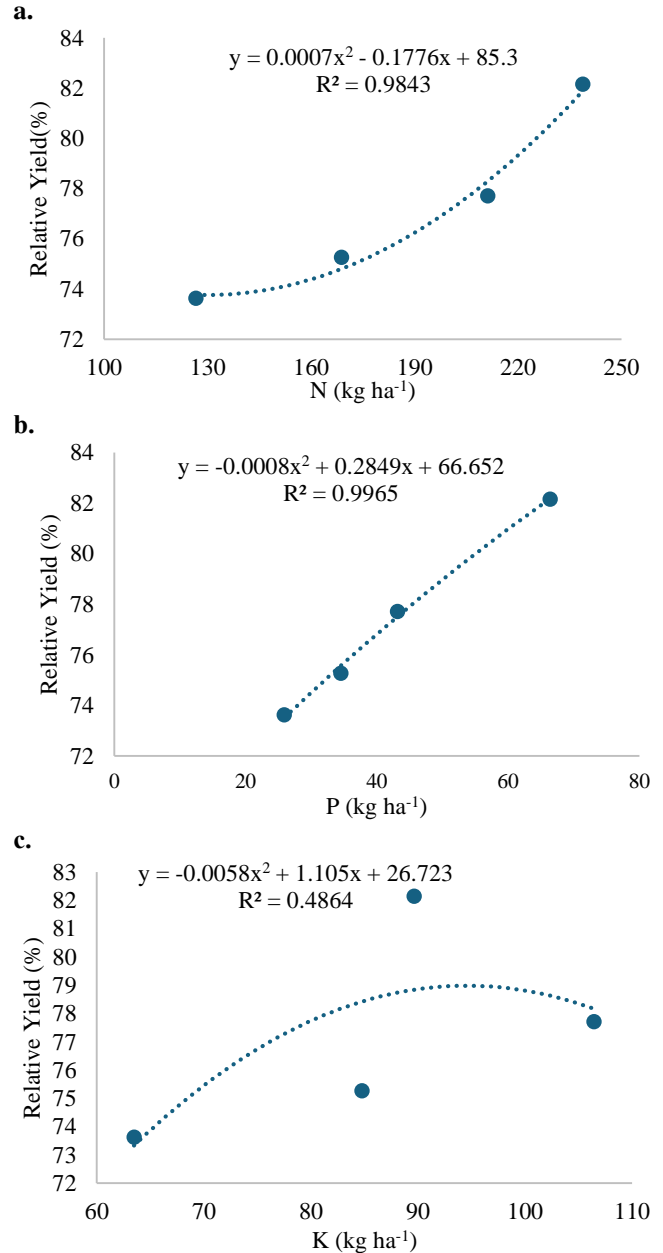 a.
y = 0.0007x² - 0.1776x + 85.3
R² = 0.9843
Relative Yield(%)
84
82
80
78
76
74
72
100 130 160 190 220 250
N (kg ha⁻¹)
b.
y = -0.0008x² + 0.2849x + 66.652
R² = 0.9965
Relative Yield (%)
84
82
80
78
76
74
72
0 20 40 60 80
P (kg ha⁻¹)
c.
y = -0.0058x² + 1.105x + 26.723
R² = 0.4864
Relative Yield (%)
83
82
81
80
79
78
77
76
75
74
73
72
60 70 80 90 100 110
K (kg ha⁻¹)